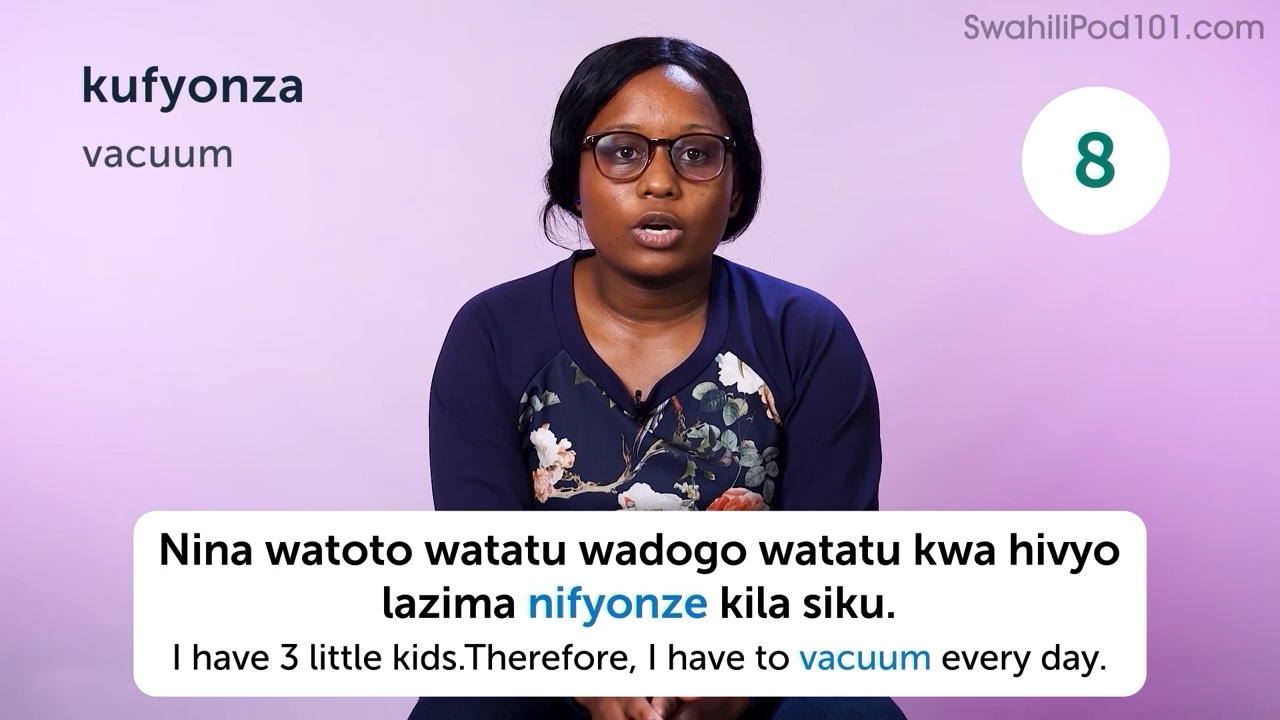 SwahiliPod101.com
kufyonza
vacuum
8
Nina watoto watatu wadogo watatu kwa hivyo
lazima nifyonze kila siku.
I have 3 little kids.Therefore, I have to vacuum every day.